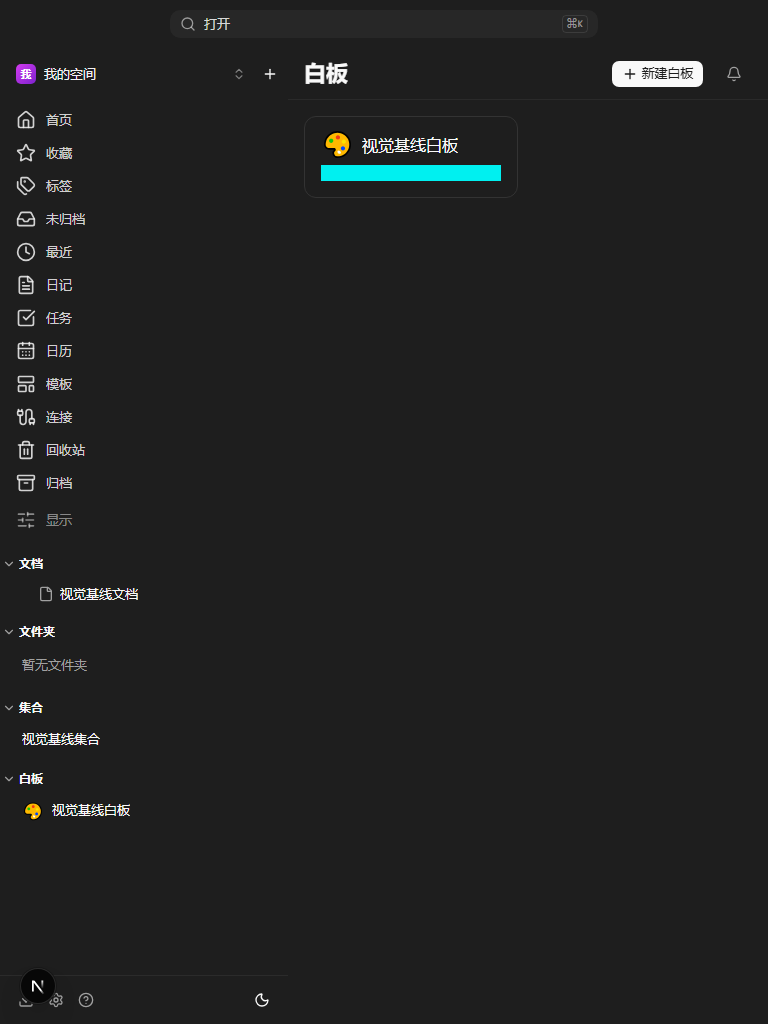 打开
⌘K
我 我的空间
白板
新建白板
首页
视觉基线白板
收藏
标签
未归档
最近
日记
任务
日历
模板
连接
回收站
归档
显示
文档
视觉基线文档
文件夹
暂无文件夹
集合
视觉基线集合
白板
视觉基线白板
N